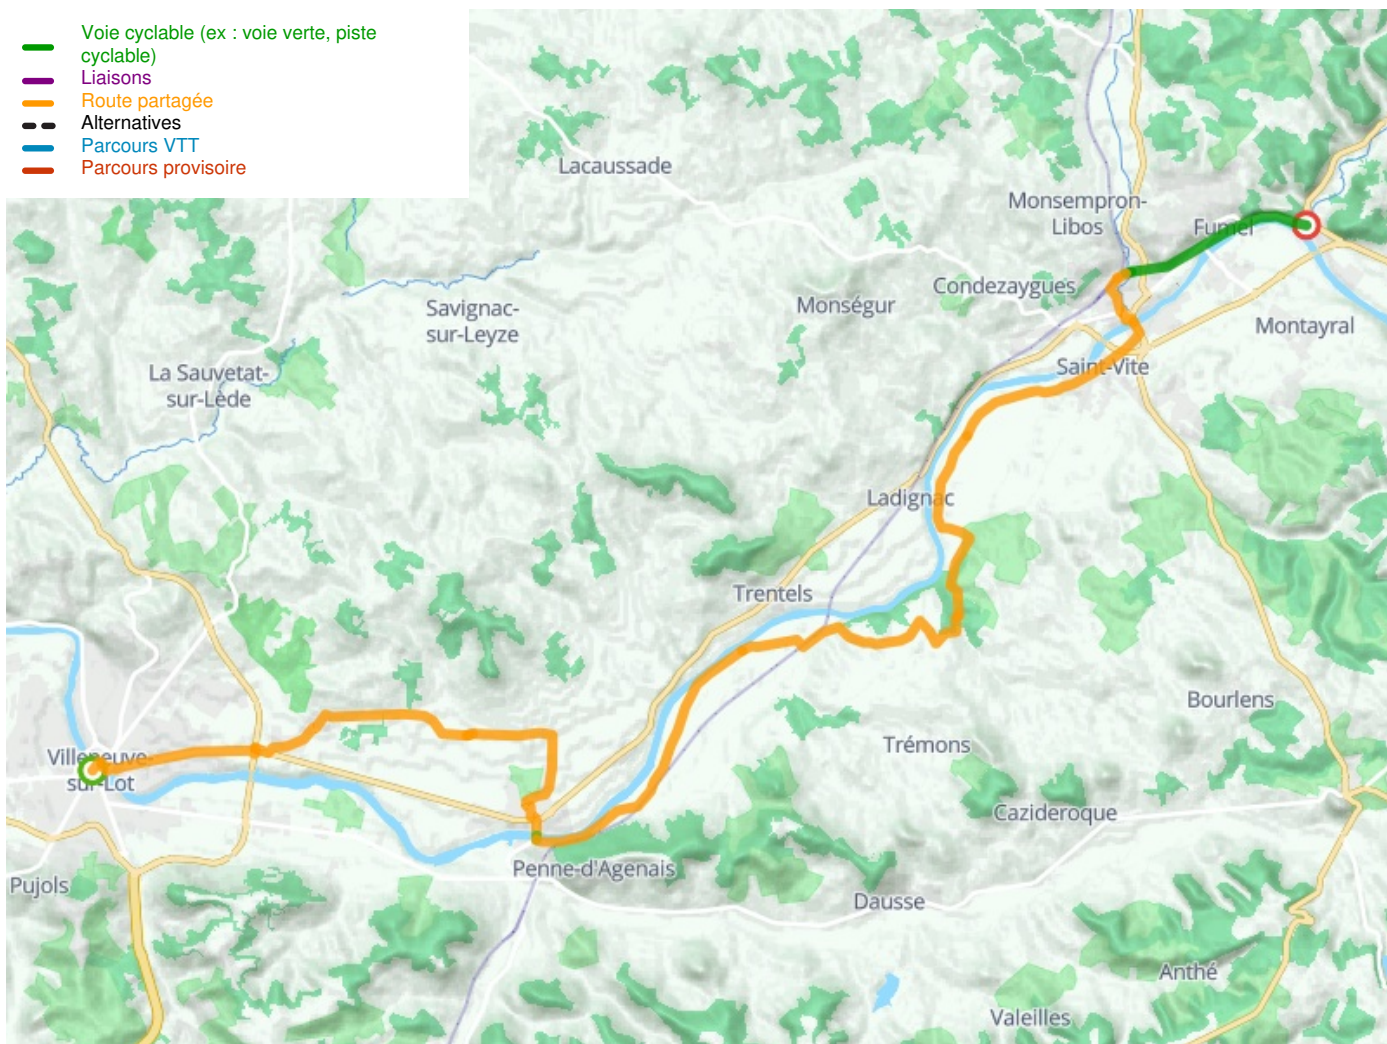 Voie cyclable (ex : voie verte, piste
cyclable)
Liaisons
Route partagée
Alternatives
Parcours VTT
Parcours provisoire
Lacaussade
Monsempron-
Libos
Fumel
Condezaygues
Savignac-
sur-Leyze
Monségur
Montayral
La Sauvetat-
sur-Lède
Saint-Vite
Ladignac
Trentels
Bourlens
Trémons
Villeneuve-
sur-Lot
Cazideroque
Penne-d'Agenais
Pujols
Dausse
Anthé
Valeilles